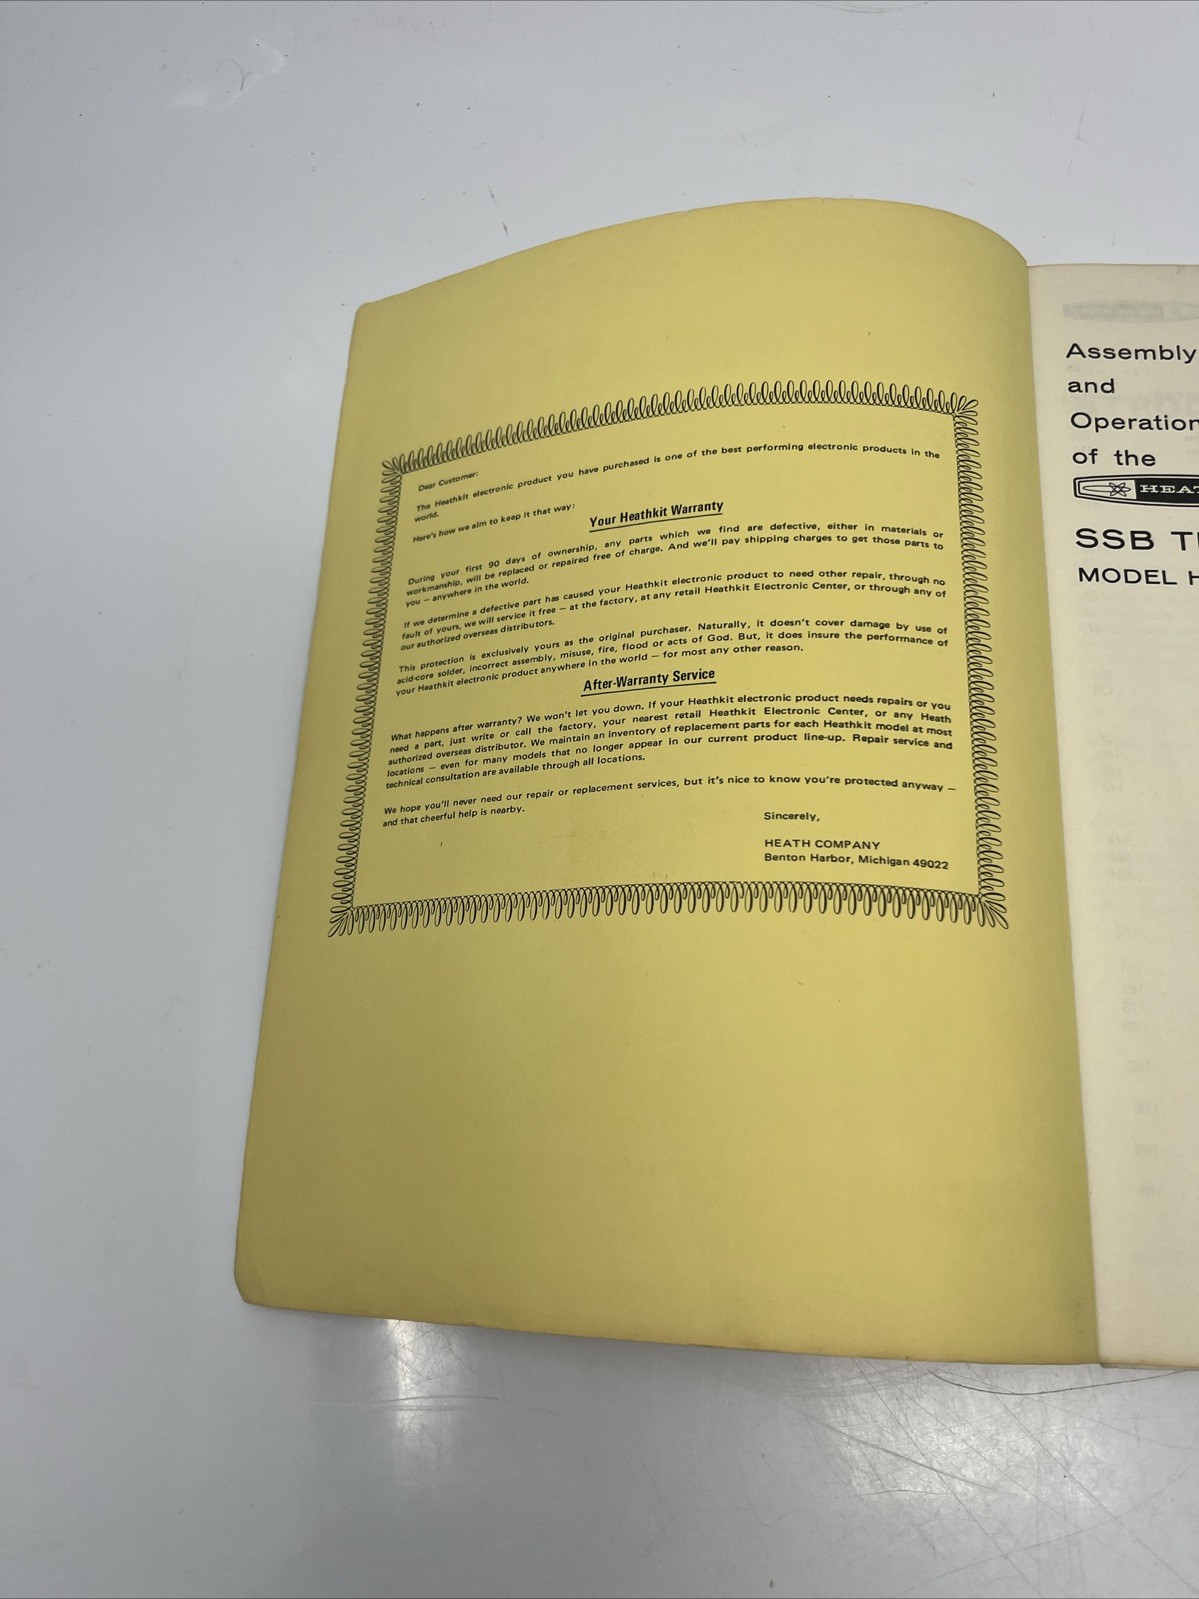 Dear Customer:
The Heathkit electronic product you have purchased is one of the best performing electronic products in the
world.
Here's how we aim to keep it that way:
Your Heathkit Warranty
During your first 90 days of ownership, any parts which we find are defective, either in materials or
workmanship, will be replaced or repaired free of charge. And we'll pay shipping charges to get those parts to
you — anywhere in the world.
If we determine a defective part has caused your Heathkit electronic product to need other repair, through no
fault of yours, we will service it free — at the factory, at any retail Heathkit Electronic Center, or through any of
our authorized overseas distributors.
This protection is exclusively yours as the original purchaser. Naturally, it doesn't cover damage by use of
acid-core solder, incorrect assembly, misuse, fire, flood or acts of God. But, it does insure the performance of
your Heathkit electronic product anywhere in the world — for most any other reason.
After-Warranty Service
What happens after warranty? We won't let you down. If your Heathkit electronic product needs repairs or you
need a part, just write or call the factory, your nearest retail Heathkit Electronic Center, or any Heath
authorized overseas distributor. We maintain an inventory of replacement parts for each Heathkit model at most
locations — even for many models that no longer appear in our current product line-up. Repair service and
technical consultation are available through all locations.
We hope you'll never need our repair or replacement services, but it's nice to know you're protected anyway —
and that cheerful help is nearby.
Sincerely,
HEATH COMPANY
Benton Harbor, Michigan 49022
Assembly
and
Operation
of the
HEAT
SSB T
MODEL H